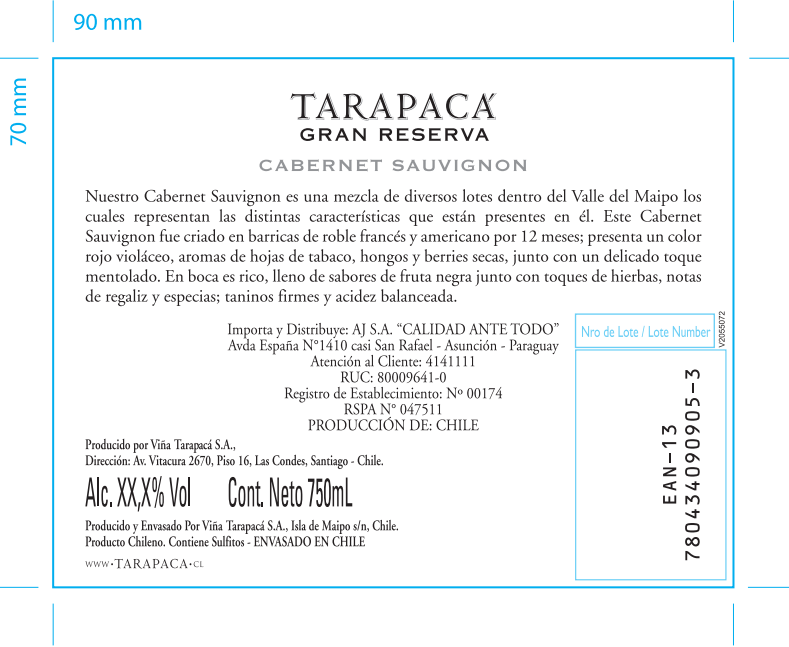 90 mm
70 mm
TARAPACÁ
GRAN RESERVA
CABERNET SAUVIGNON
Nuestro Cabernet Sauvignon es una mezcla de diversos lotes dentro del Valle del Maipo los
cuales representan las distintas características que están presentes en él. Este Cabernet
Sauvignon fue criado en barricas de roble francés y americano por 12 meses; presenta un color
rojo violáceo, aromas de hojas de tabaco, hongos y berries secas, junto con un delicado toque
mentolado. En boca es rico, lleno de sabores de fruta negra junto con toques de hierbas, notas
de regaliz y especias; taninos firmes y acidez balanceada.
Importa y Distribuye: AJ S.A. “CALIDAD ANTE TODO”
Avda España N°1410 casi San Rafael - Asunción - Paraguay
Atención al Cliente: 4141111
RUC: 80009641-0
Registro de Establecimiento: Nº 00174
RSPA N° 047511
PRODUCCIÓN DE: CHILE
Producido por Viña Tarapacá S.A.,
Dirección: Av. Vitacura 2670, Piso 16, Las Condes, Santiago - Chile.
Alc. XX,X% Vol Cont. Neto 750mL
Producido y Envasado Por Viña Tarapacá S.A., Isla de Maipo s/n, Chile.
Producto Chileno. Contiene Sulfitos - ENVASADO EN CHILE
WWW•TARAPACA•CL
Nro de Lote / Lote Number
V2055072
EAN-13
780434090905-3